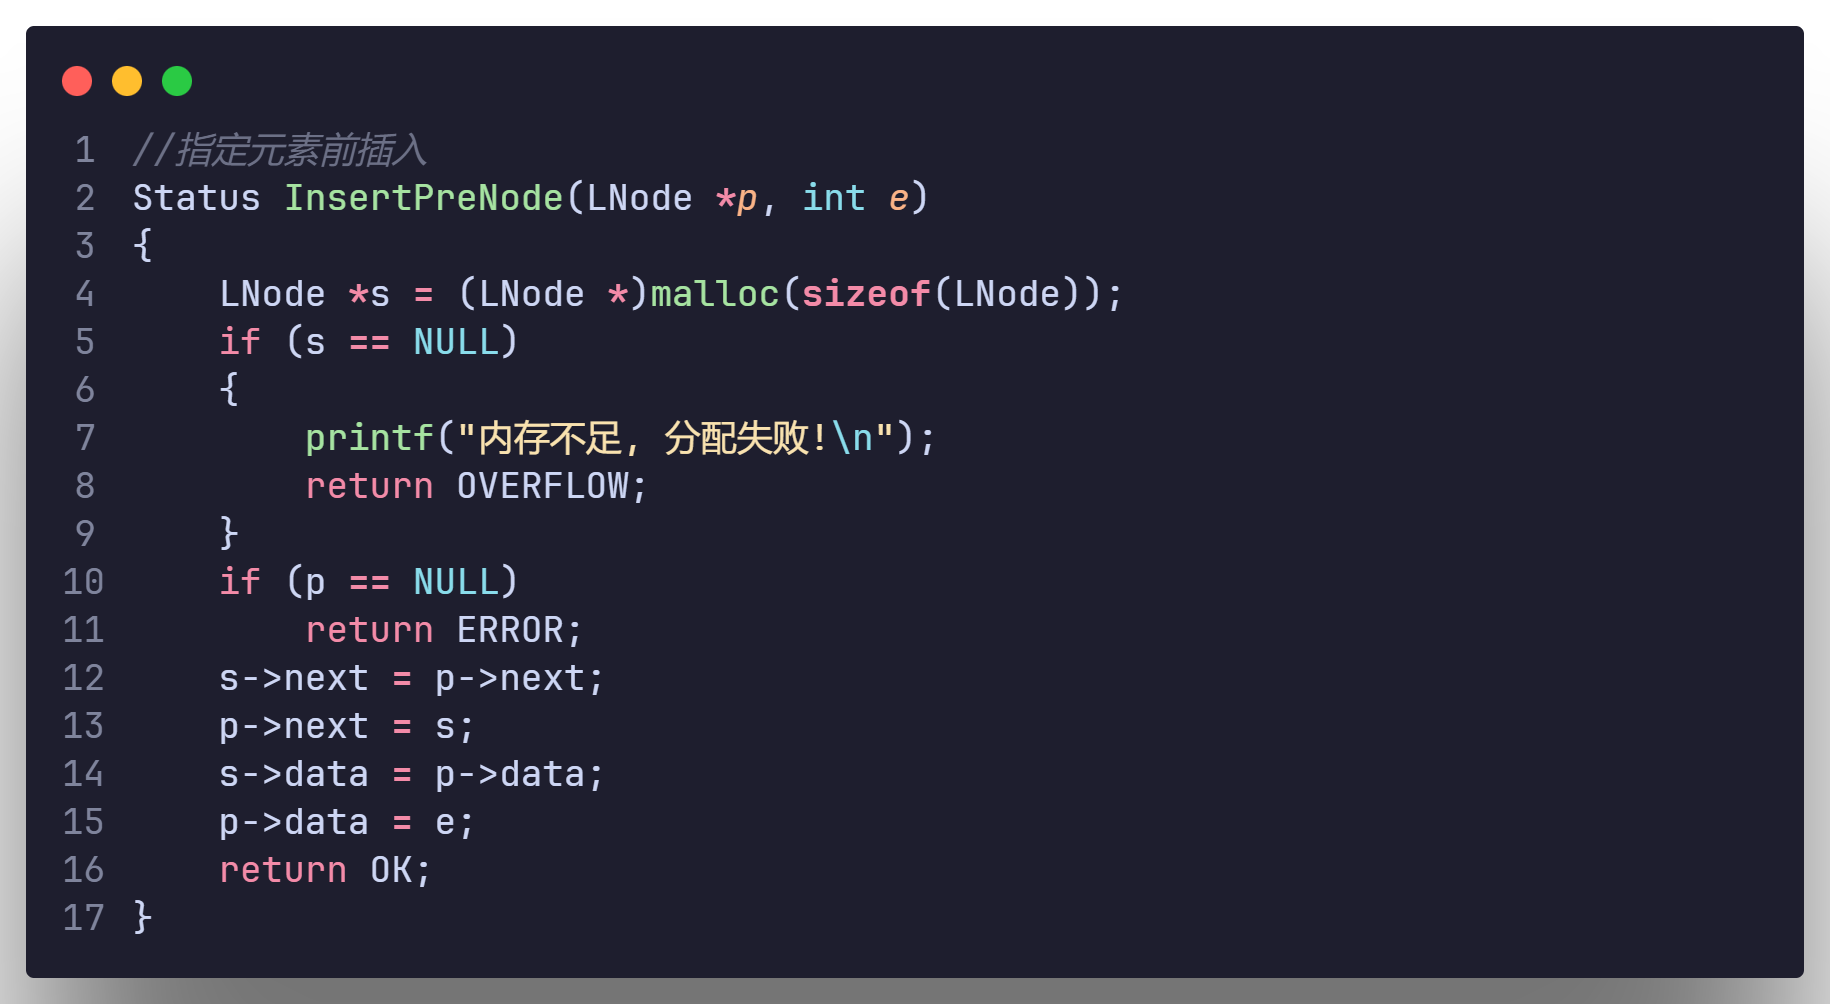 1 //指定元素前插入
2 Status InsertPreNode(LNode *p, int e)
3 {
4     LNode *s = (LNode *)malloc(sizeof(LNode));
5     if (s == NULL)
6     {
7         printf("内存不足, 分配失败!\n");
8         return OVERFLOW;
9     }
10     if (p == NULL)
11         return ERROR;
12     s->next = p->next;
13     p->next = s;
14     s->data = p->data;
15     p->data = e;
16     return OK;
17 }